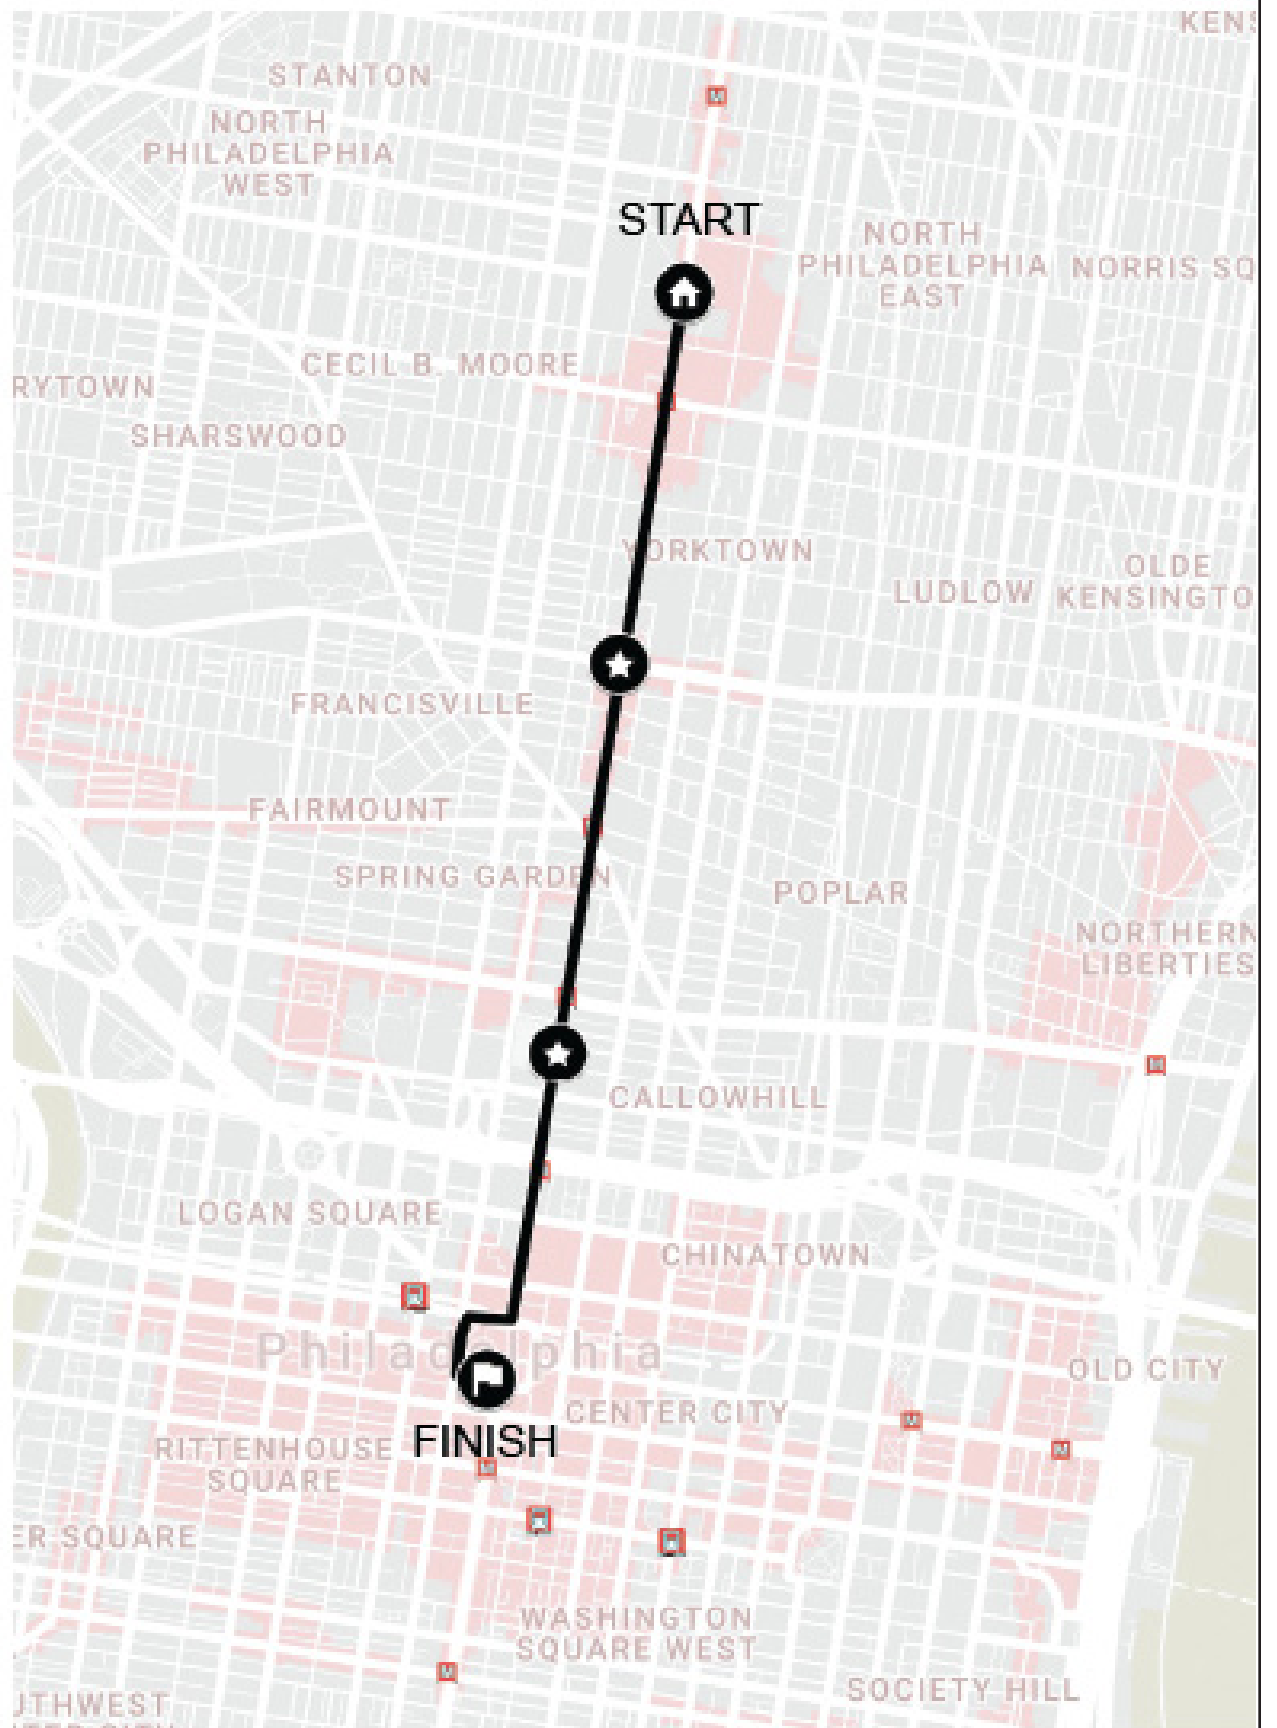 KENS
STANTON
NORTH
PHILADELPHIA
WEST
START
NORTH
PHILADELPHIA
EAST
NORRIS SQ
CECIL B. MOORE
RYTOWN
SHARSWOOD
YORKTOWN
OLDE
KENSINGTO
LUDLOW
FRANCISVILLE
FAIRMOUNT
SPRING GARDEN
POPLAR
NORTHERN
LIBERTIES
CALLOWHILL
LOGAN SQUARE
CHINATOWN
Philadelphia
OLD CITY
CENTER CITY
FINISH
RITTENHOUSE
SQUARE
ER SQUARE
WASHINGTON
SQUARE WEST
SOCIETY HILL
UTHWEST